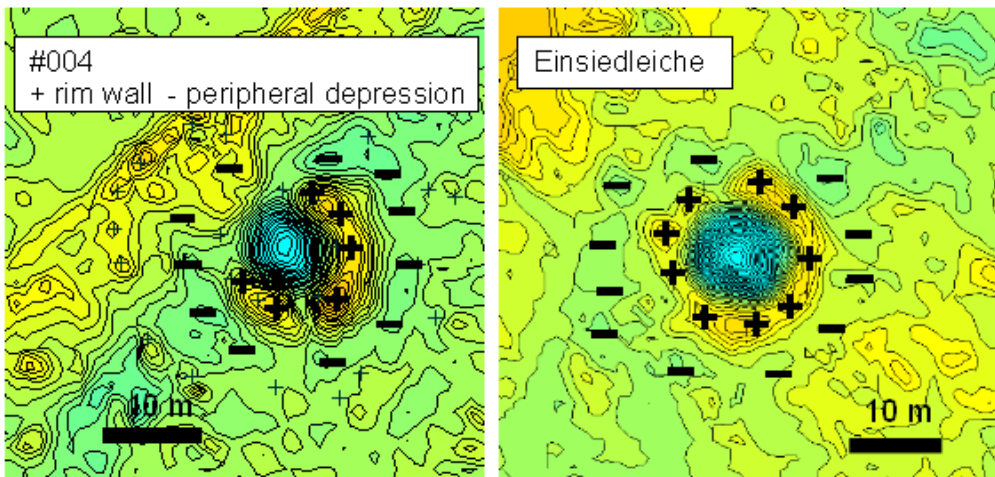 #004
+ rim wall - peripheral depression
10 m
Einsiedleiche
10 m